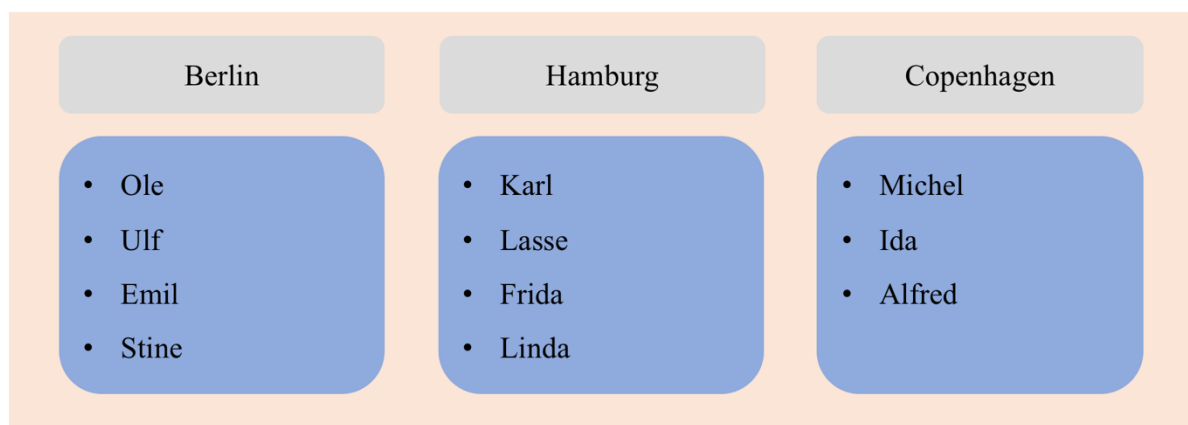 Berlin
• Ole
• Ulf
• Emil
• Stine
Hamburg
• Karl
• Lasse
• Frida
• Linda
Copenhagen
• Michel
• Ida
• Alfred